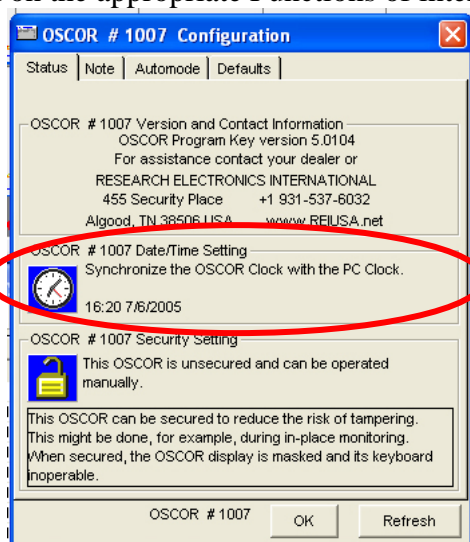 on the appropriate Functions of
OSCOR # 1007 Configuration
Status Note Automode Defaults
OSCOR # 1007 Version and Contact Information
OSCOR Program Key version 5.0104
For assistance contact your dealer or
RESEARCH ELECTRONICS INTERNATIONAL
455 Security Place +1 931-537-6032
Algood, TN 38506 USA www.REIUSA.net
OSCOR # 1007 Date/Time Setting
Synchronize the OSCOR Clock with the PC Clock.
16:20 7/6/2005
OSCOR # 1007 Security Setting
This OSCOR is unsecured and can be operated
manually.
This OSCOR can be secured to reduce the risk of tampering.
This might be done, for example, during in-place monitoring.
When secured, the OSCOR display is masked and its keyboard
inoperable.
OSCOR # 1007 OK Refresh